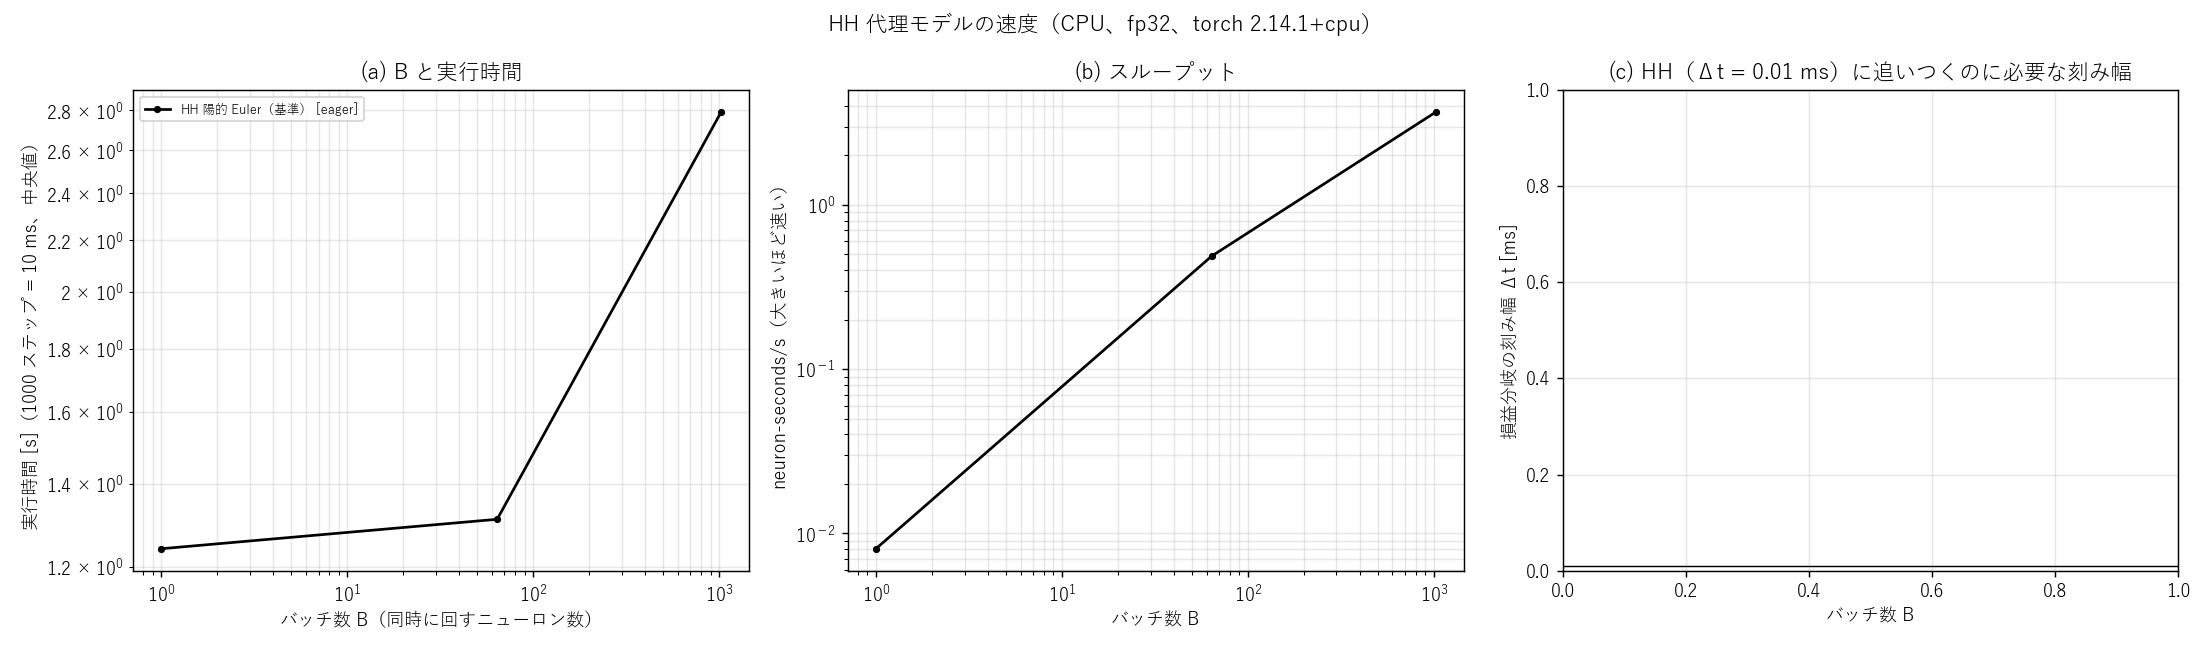 HH 代理モデルの速度（CPU、fp32、torch 2.14.1+cpu）
(a) B と実行時間
HH 陽的 Euler（基準） [eager]
実行時間 [s]（1000 ステップ = 10 ms、中央値）
2.8 × 10⁰
2.6 × 10⁰
2.4 × 10⁰
2.2 × 10⁰
2 × 10⁰
1.8 × 10⁰
1.6 × 10⁰
1.4 × 10⁰
1.2 × 10⁰
10⁰ 10¹ 10² 10³
バッチ数 B（同時に回すニューロン数）
(b) スループット
neuron-seconds/s（大きいほど速い）
10⁰
10⁻¹
10⁻²
10⁰ 10¹ 10² 10³
バッチ数 B
(c) HH（Δt = 0.01 ms）に追いつくのに必要な刻み幅
損益分岐の刻み幅 Δt [ms]
1.0
0.8
0.6
0.4
0.2
0.0
0.0 0.2 0.4 0.6 0.8 1.0
バッチ数 B